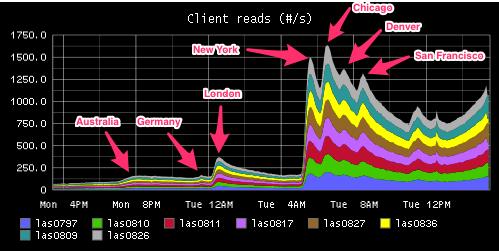 Client reads (#/s)
Chicago
Denver
New York
San Francisco
London
Australia
Germany
1750.0
1500.0
1250.0
1000.0
750.0
500.0
250.0
0.0
Mon 4PM Mon 8PM Tue 12AM Tue 4AM Tue 8AM Tue 12PM
las0797 las0810 las0811 las0817 las0827 las0836
las0809 las0826